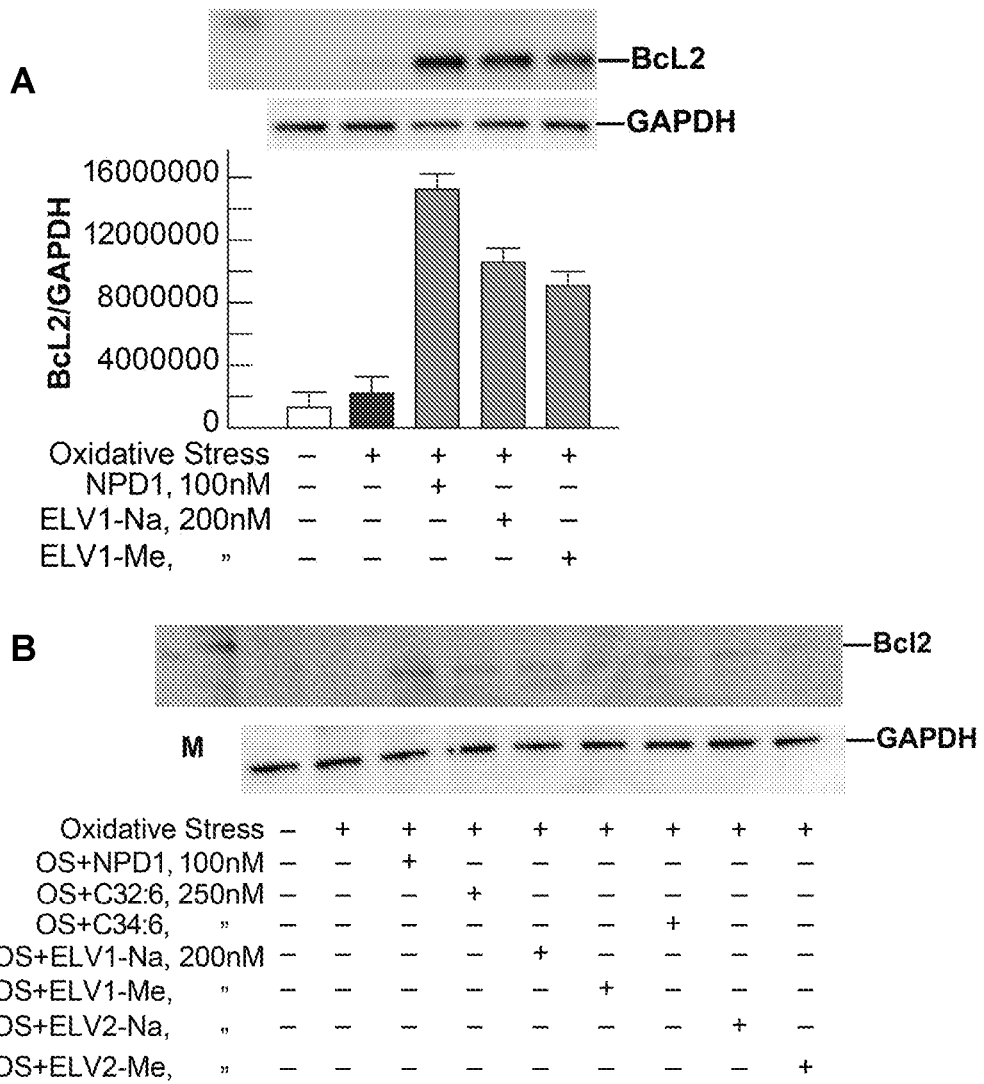 A
BcL2
GAPDH
BcL2/GAPDH
16000000
12000000
8000000
4000000
0
Oxidative Stress – + + + +
NPD1, 100nM – – + – –
ELV1-Na, 200nM – – – + –
ELV1-Me, " – – – – +
B
Bcl2
M
GAPDH
Oxidative Stress – + + + + + + + +
OS+NPD1, 100nM – – + – – – – – –
OS+C32:6, 250nM – – – + – – – – –
OS+C34:6, " – – – – – – + – –
OS+ELV1-Na, 200nM – – – – + – – – –
OS+ELV1-Me, " – – – – – + – – –
OS+ELV2-Na, " – – – – – – – + –
OS+ELV2-Me, " – – – – – – – – +